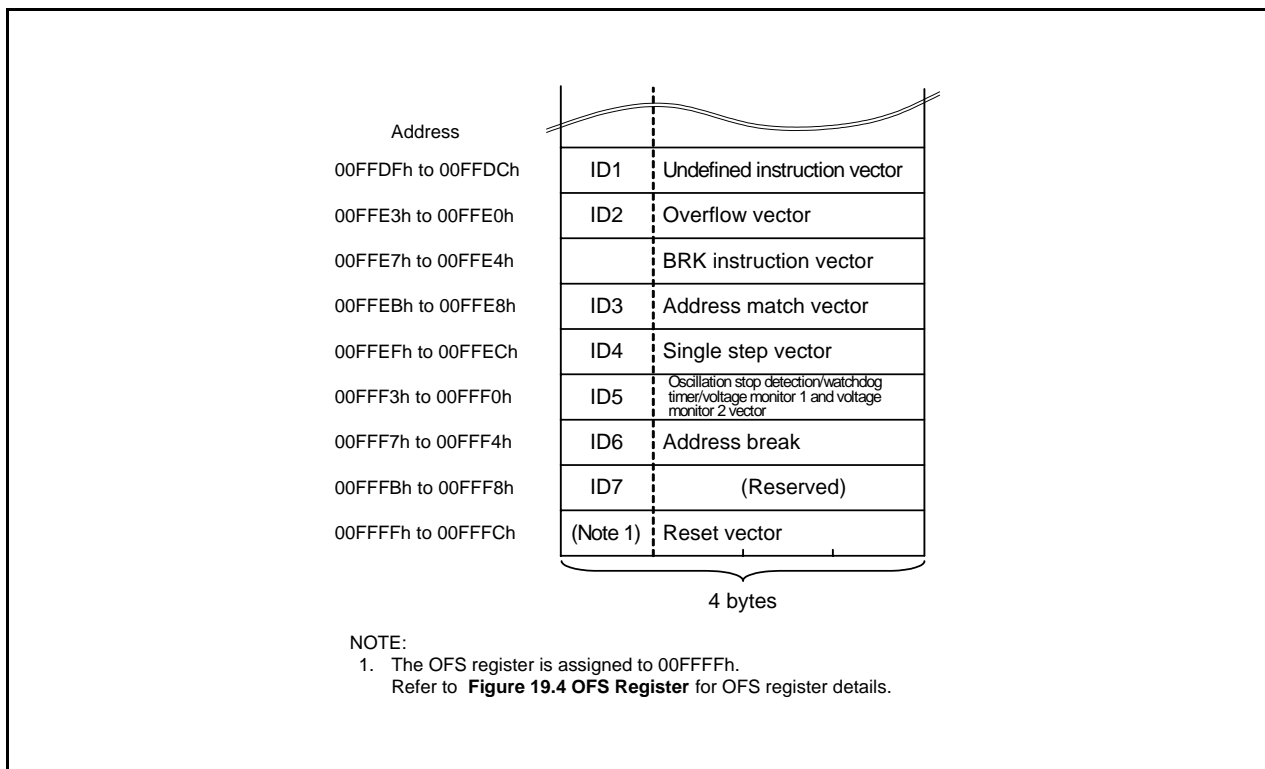 Address
00FFDFh to 00FFDCh ID1 Undefined instruction vector
00FFE3h to 00FFE0h ID2 Overflow vector
00FFE7h to 00FFE4h BRK instruction vector
00FFEBh to 00FFE8h ID3 Address match vector
00FFEFh to 00FFECh ID4 Single step vector
00FFF3h to 00FFF0h ID5 Oscillation stop detection/watchdog
timer/voltage monitor 1 and voltage
monitor 2 vector
00FFF7h to 00FFF4h ID6 Address break
00FFFBh to 00FFF8h ID7 (Reserved)
00FFFFh to 00FFFCh (Note 1) Reset vector
4 bytes
NOTE:
1. The OFS register is assigned to 00FFFFh.
Refer to Figure 19.4 OFS Register for OFS register details.